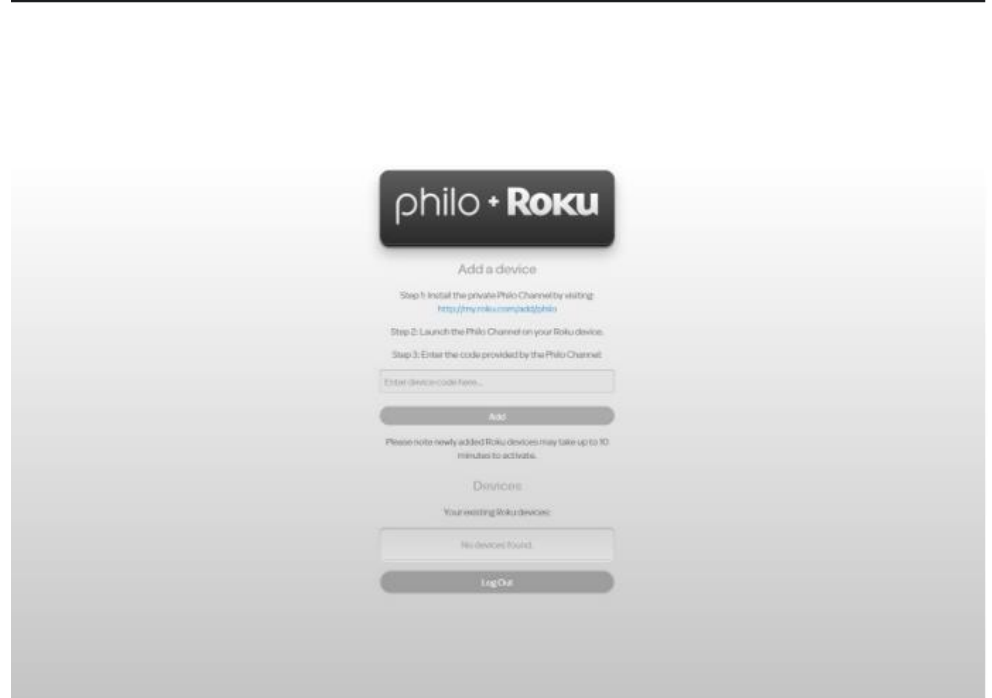 philo + Roku
Add a device
Step 1: Install the private Philo Channel by visiting:
http://my.roku.com/add/philo
Step 2: Launch the Philo Channel on your Roku device.
Step 3: Enter the code provided by the Philo Channel:
Enter device code here...
Add
Please note newly added Roku devices may take up to 10
minutes to activate.
Devices
Your existing Roku devices:
No devices found.
Log Out